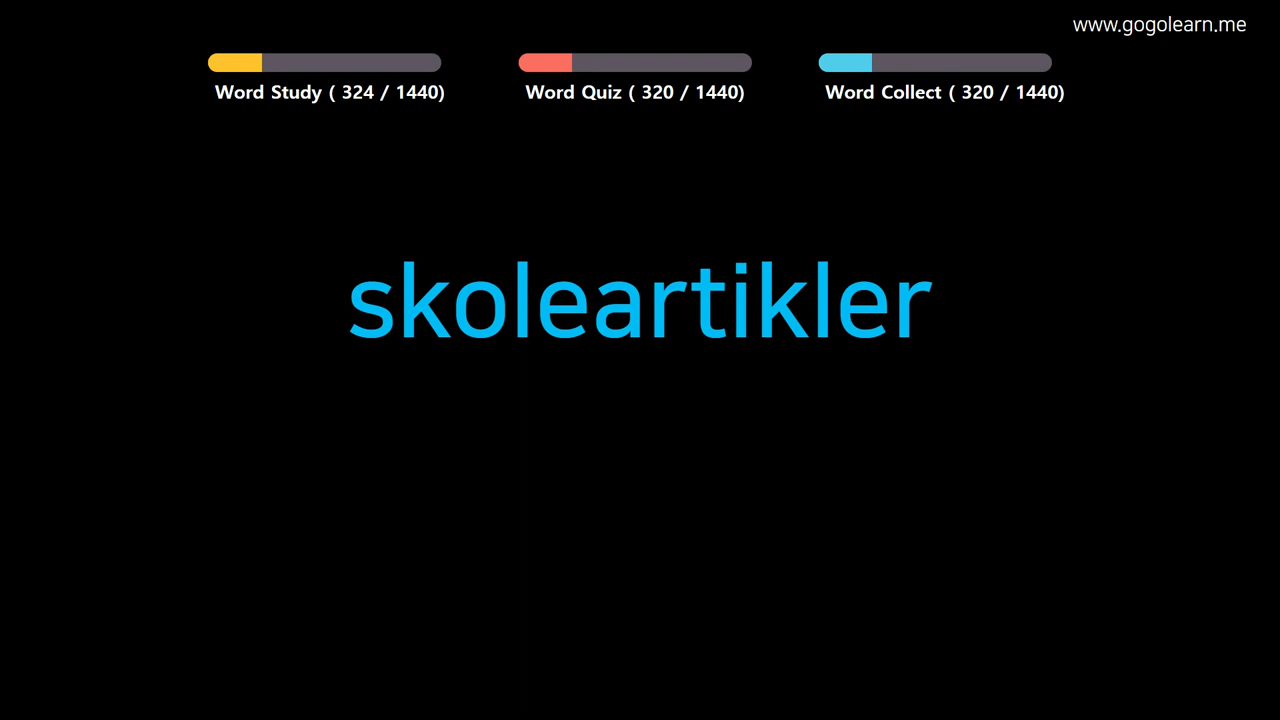 www.gogolearn.me
Word Study ( 324 / 1440)
Word Quiz ( 320 / 1440)
Word Collect ( 320 / 1440)
skoleartikler